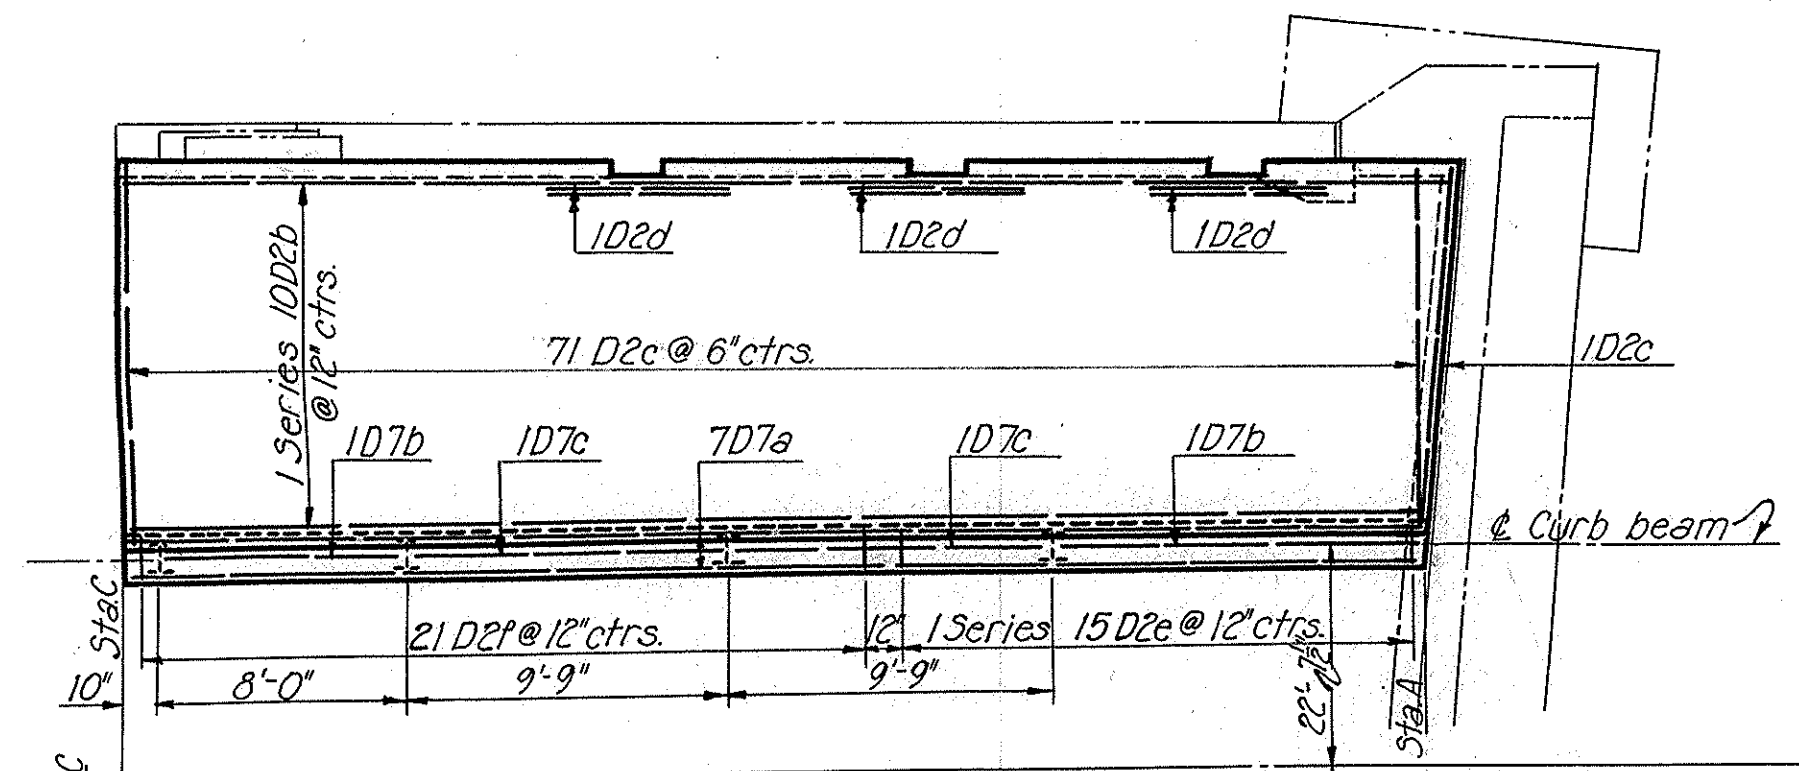 1D2d 1D2d 1D2d
1 Series 10D2b
@ 12" ctrs.
71 D2c @ 6" ctrs.
1D2c
1D7b 1D7c 7D7a 1D7c 1D7b
℄ Curb beam
Sta. C
21 D2f @ 12" ctrs. 12" 1 Series 15 D2e @ 12" ctrs.
10" 8'-0" 9'-9" 9'-9"
22'-7½"
Sta. A
C